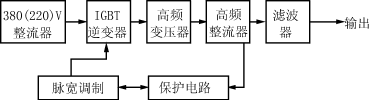 380(220)V
整流器
IGBT
逆变器
高频
变压器
高频
整流器
滤波
器
输出
脉宽调制
保护电路